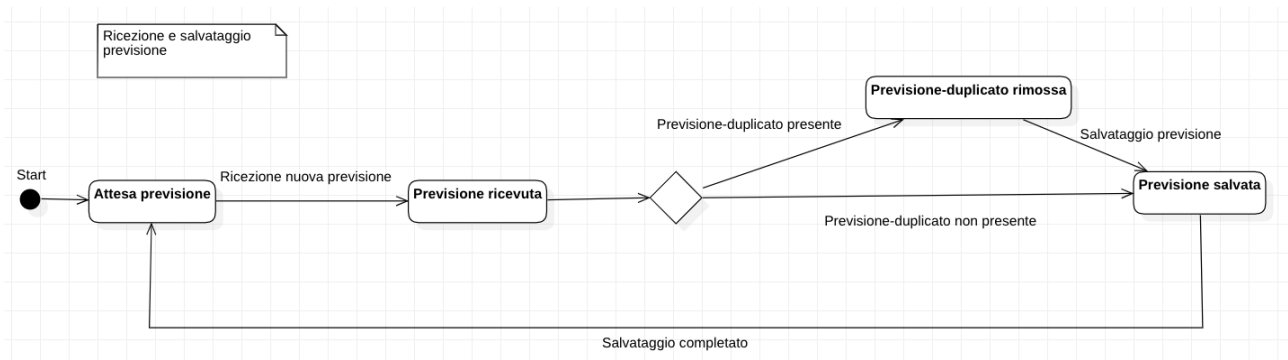 Ricezione e salvataggio
previsione
Previsione-duplicato rimossa
Previsione-duplicato presente
Salvataggio previsione
Start
Attesa previsione
Ricezione nuova previsione
Previsione ricevuta
Previsione salvata
Previsione-duplicato non presente
Salvataggio completato